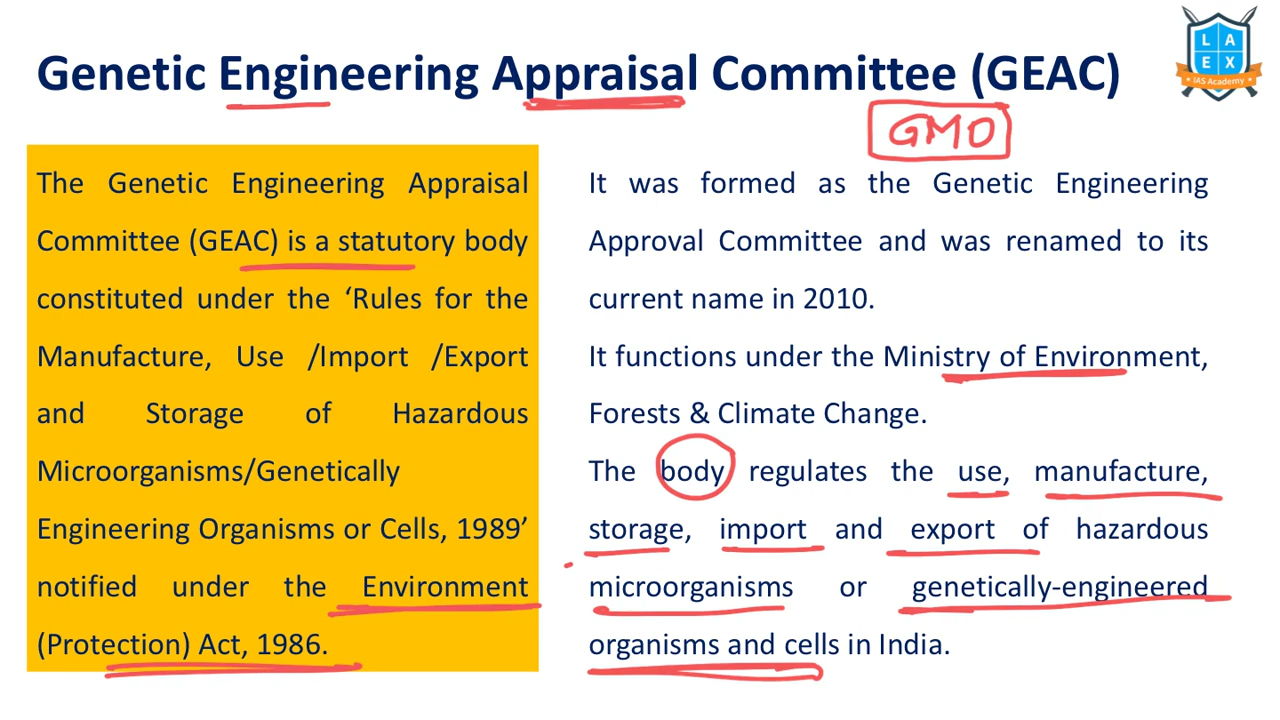 Genetic Engineering Appraisal Committee (GEAC)
L A
E X
IAS Academy
GMO
The Genetic Engineering Appraisal
Committee (GEAC) is a statutory body
constituted under the ‘Rules for the
Manufacture, Use /Import /Export
and Storage of Hazardous
Microorganisms/Genetically
Engineering Organisms or Cells, 1989’
notified under the Environment
(Protection) Act, 1986.
It was formed as the Genetic Engineering
Approval Committee and was renamed to its
current name in 2010.
It functions under the Ministry of Environment,
Forests & Climate Change.
The body regulates the use, manufacture,
storage, import and export of hazardous
microorganisms or genetically-engineered
organisms and cells in India.